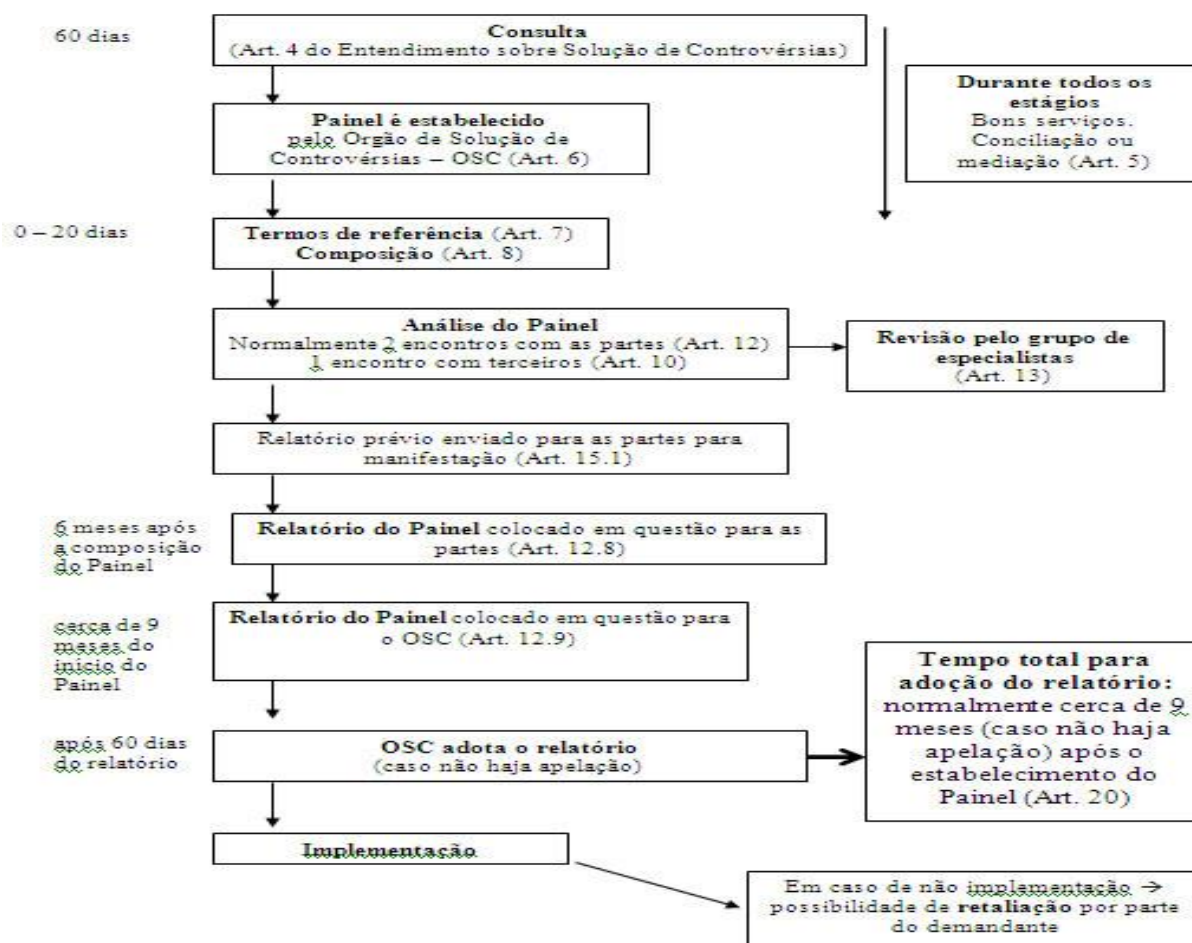 60 dias
Consulta
(Art. 4 do Entendimento sobre Solução de Controvérsias)
Durante todos os
estágios
Bons serviços.
Conciliação ou
mediação (Art. 5)
Painel é estabelecido
pelo Orgão de Solução de
Controvérsias – OSC (Art. 6)
0 – 20 dias
Termos de referência (Art. 7)
Composição (Art. 8)
Análise do Painel
Normalmente 2 encontros com as partes (Art. 12)
1 encontro com terceiros (Art. 10)
Revisão pelo grupo de
especialistas
(Art. 13)
Relatório prévio enviado para as partes para
manifestação (Art. 15.1)
6 meses após
a composição
do Painel
Relatório do Painel colocado em questão para as
partes (Art. 12.8)
cerca de 9
meses do
início do
Painel
Relatório do Painel colocado em questão para
o OSC (Art. 12.9)
Tempo total para
adoção do relatório:
normalmente cerca de 9
meses (caso não haja
apelação) após o
estabelecimento do
Painel (Art. 20)
após 60 dias
do relatório
OSC adota o relatório
(caso não haja apelação)
Implementação
Em caso de não implementação →
possibilidade de retaliação por parte
do demandante